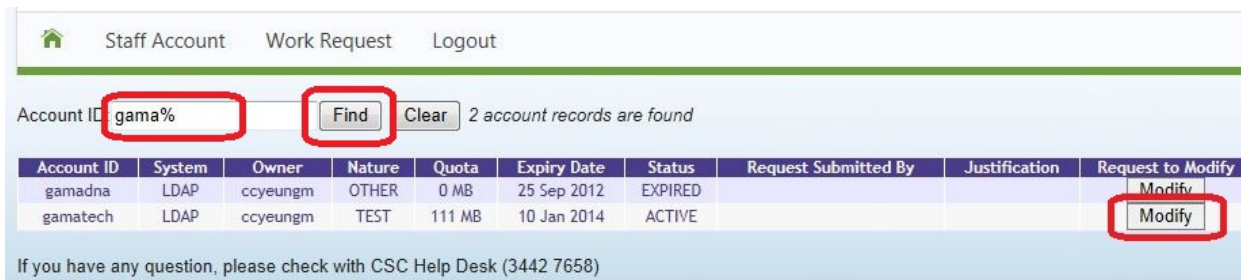 Staff Account Work Request Logout
Account ID: gama% Find Clear 2 account records are found
Account ID System Owner Nature Quota Expiry Date Status Request Submitted By Justification Request to Modify
gamadna LDAP ccyeungm OTHER 0 MB 25 Sep 2012 EXPIRED Modify
gamatech LDAP ccyeungm TEST 111 MB 10 Jan 2014 ACTIVE Modify
If you have any question, please check with CSC Help Desk (3442 7658)